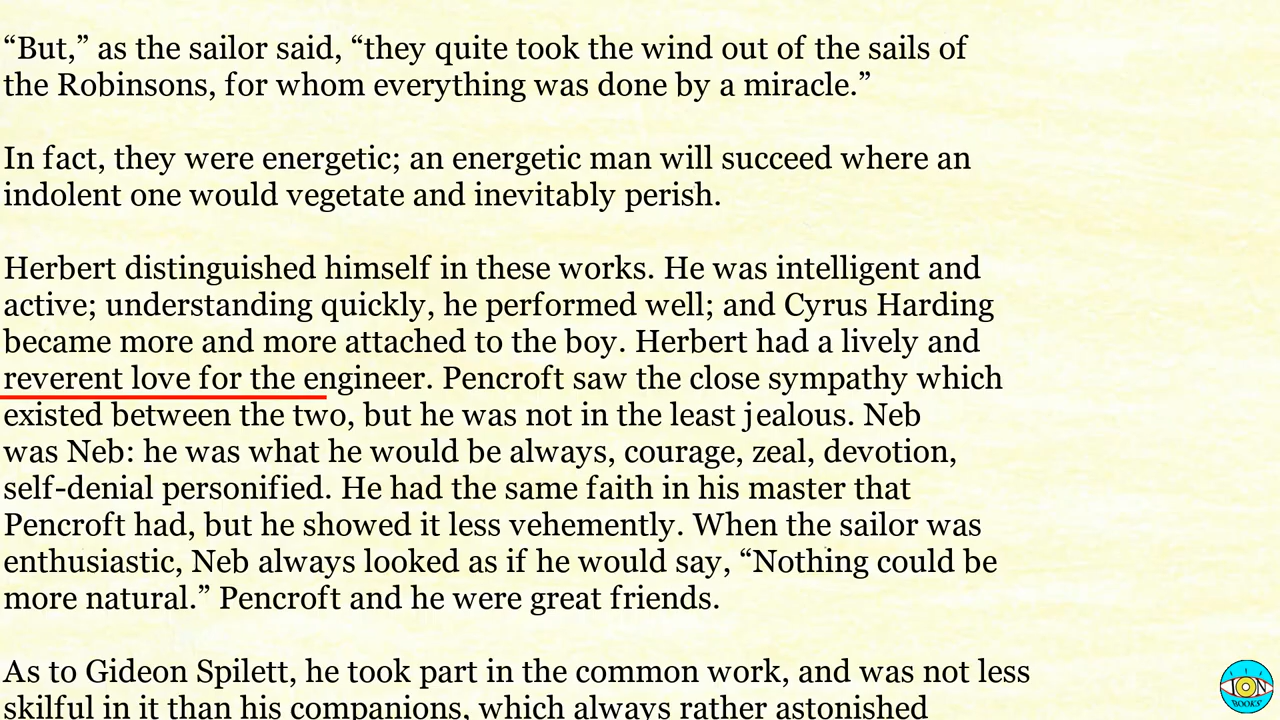 “But,” as the sailor said, “they quite took the wind out of the sails of
the Robinsons, for whom everything was done by a miracle.”
In fact, they were energetic; an energetic man will succeed where an
indolent one would vegetate and inevitably perish.
Herbert distinguished himself in these works. He was intelligent and
active; understanding quickly, he performed well; and Cyrus Harding
became more and more attached to the boy. Herbert had a lively and
reverent love for the engineer. Pencroft saw the close sympathy which
existed between the two, but he was not in the least jealous. Neb
was Neb: he was what he would be always, courage, zeal, devotion,
self-denial personified. He had the same faith in his master that
Pencroft had, but he showed it less vehemently. When the sailor was
enthusiastic, Neb always looked as if he would say, “Nothing could be
more natural.” Pencroft and he were great friends.
As to Gideon Spilett, he took part in the common work, and was not less
skilful in it than his companions, which always rather astonished
ION
BOOKS